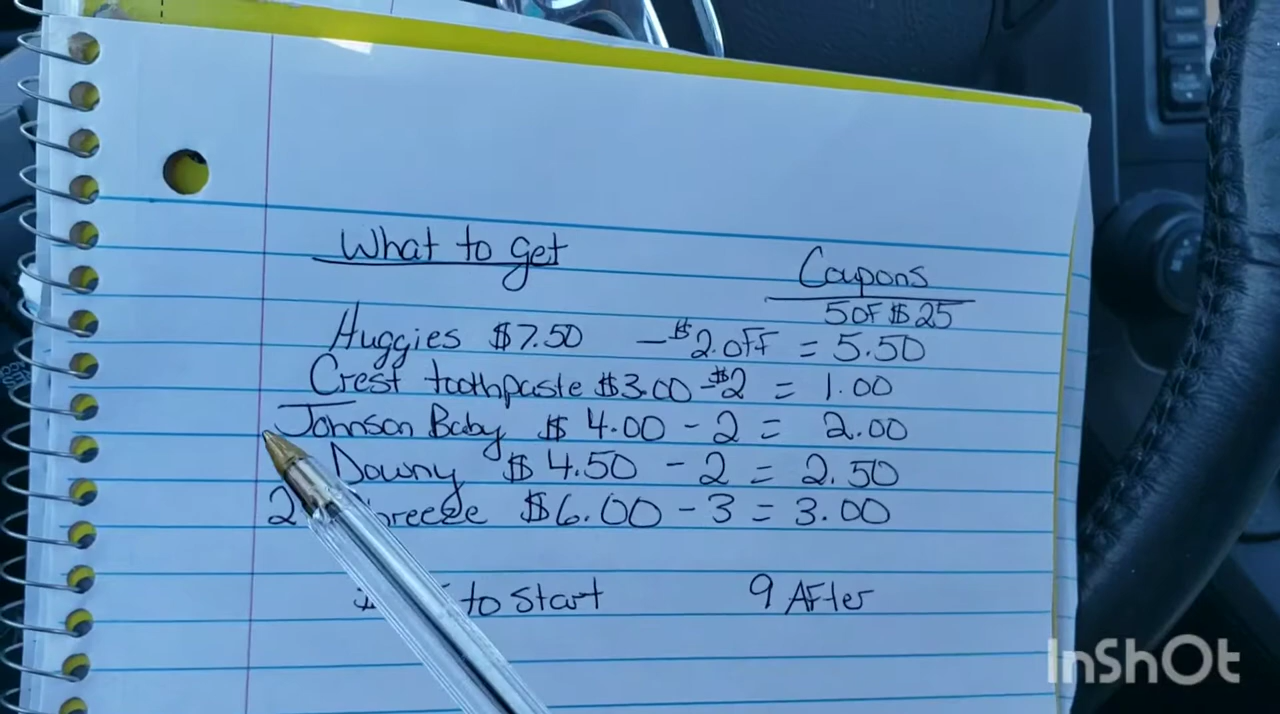 What to get
Coupons
5 off $25
Huggies $7.50 - $2.off = 5.50
Crest toothpaste $3.00 - $2 = 1.00
Johnson Baby $ 4.00 - 2 = 2.00
Downy $ 4.50 - 2 = 2.50
2 $6.00 - 3 = 3.00
to start 9 After
InShOt